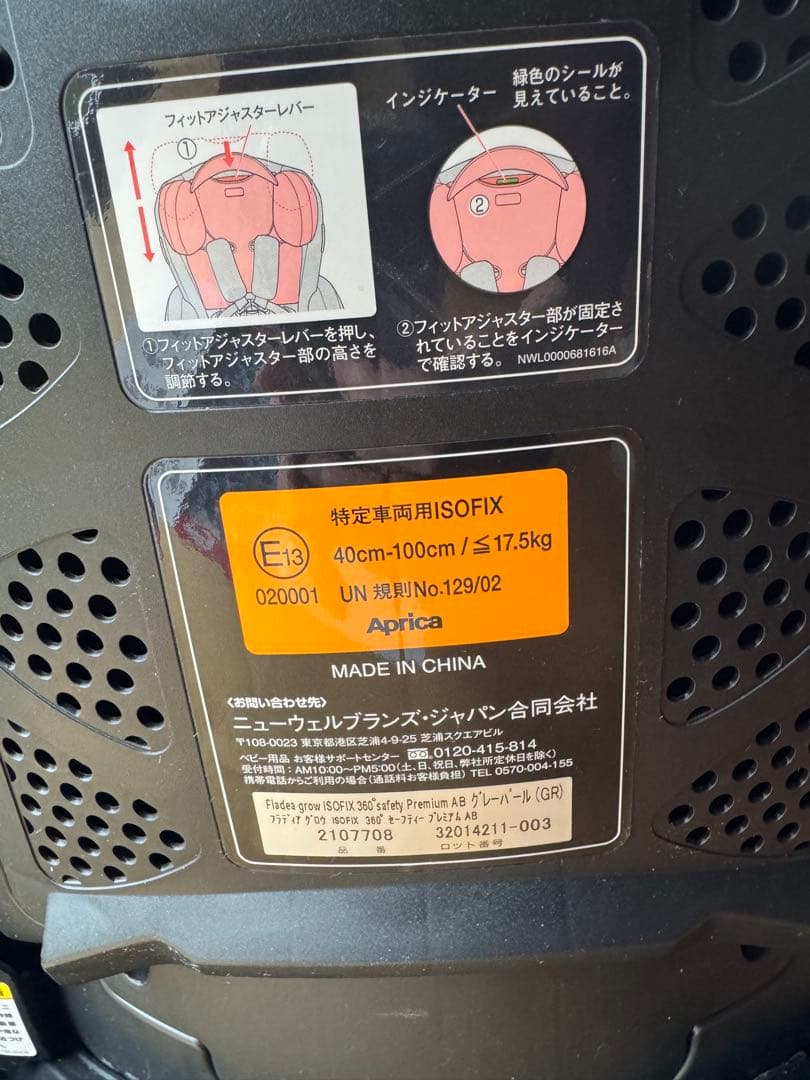 フィットアジャスターレバー
①
①フィットアジャスターレバーを押し、
フィットアジャスター部の高さを
調節する。
インジケーター
緑色のシールが
見えていること。
②
②フィットアジャスター部が固定さ
れていることをインジケーター
で確認する。 NWL0000681616A
特定車両用ISOFIX
E13 40cm-100cm/≦17.5kg
020001 UN 規則No.129/02
Aprica
MADE IN CHINA
〈お問い合わせ先〉
ニューウェルブランズ・ジャパン合同会社
〒108-0023 東京都港区芝浦4-9-25 芝浦スクエアビル
ベビー用品 お客様サポートセンター 0120-415-814
受付時間:AM10:00〜PM5:00(土、日、祝日、弊社所定休日を除く)
携帯電話からご利用の場合(通話料お客様負担) TEL 0570-004-155
Fladea grow ISOFIX 360°safety Premium AB グレーパール(GR)
フラディア グロウ ISOFIX 360° セーフティー プレミアム AB
2107708 32014211-003
品 番 ロット番号